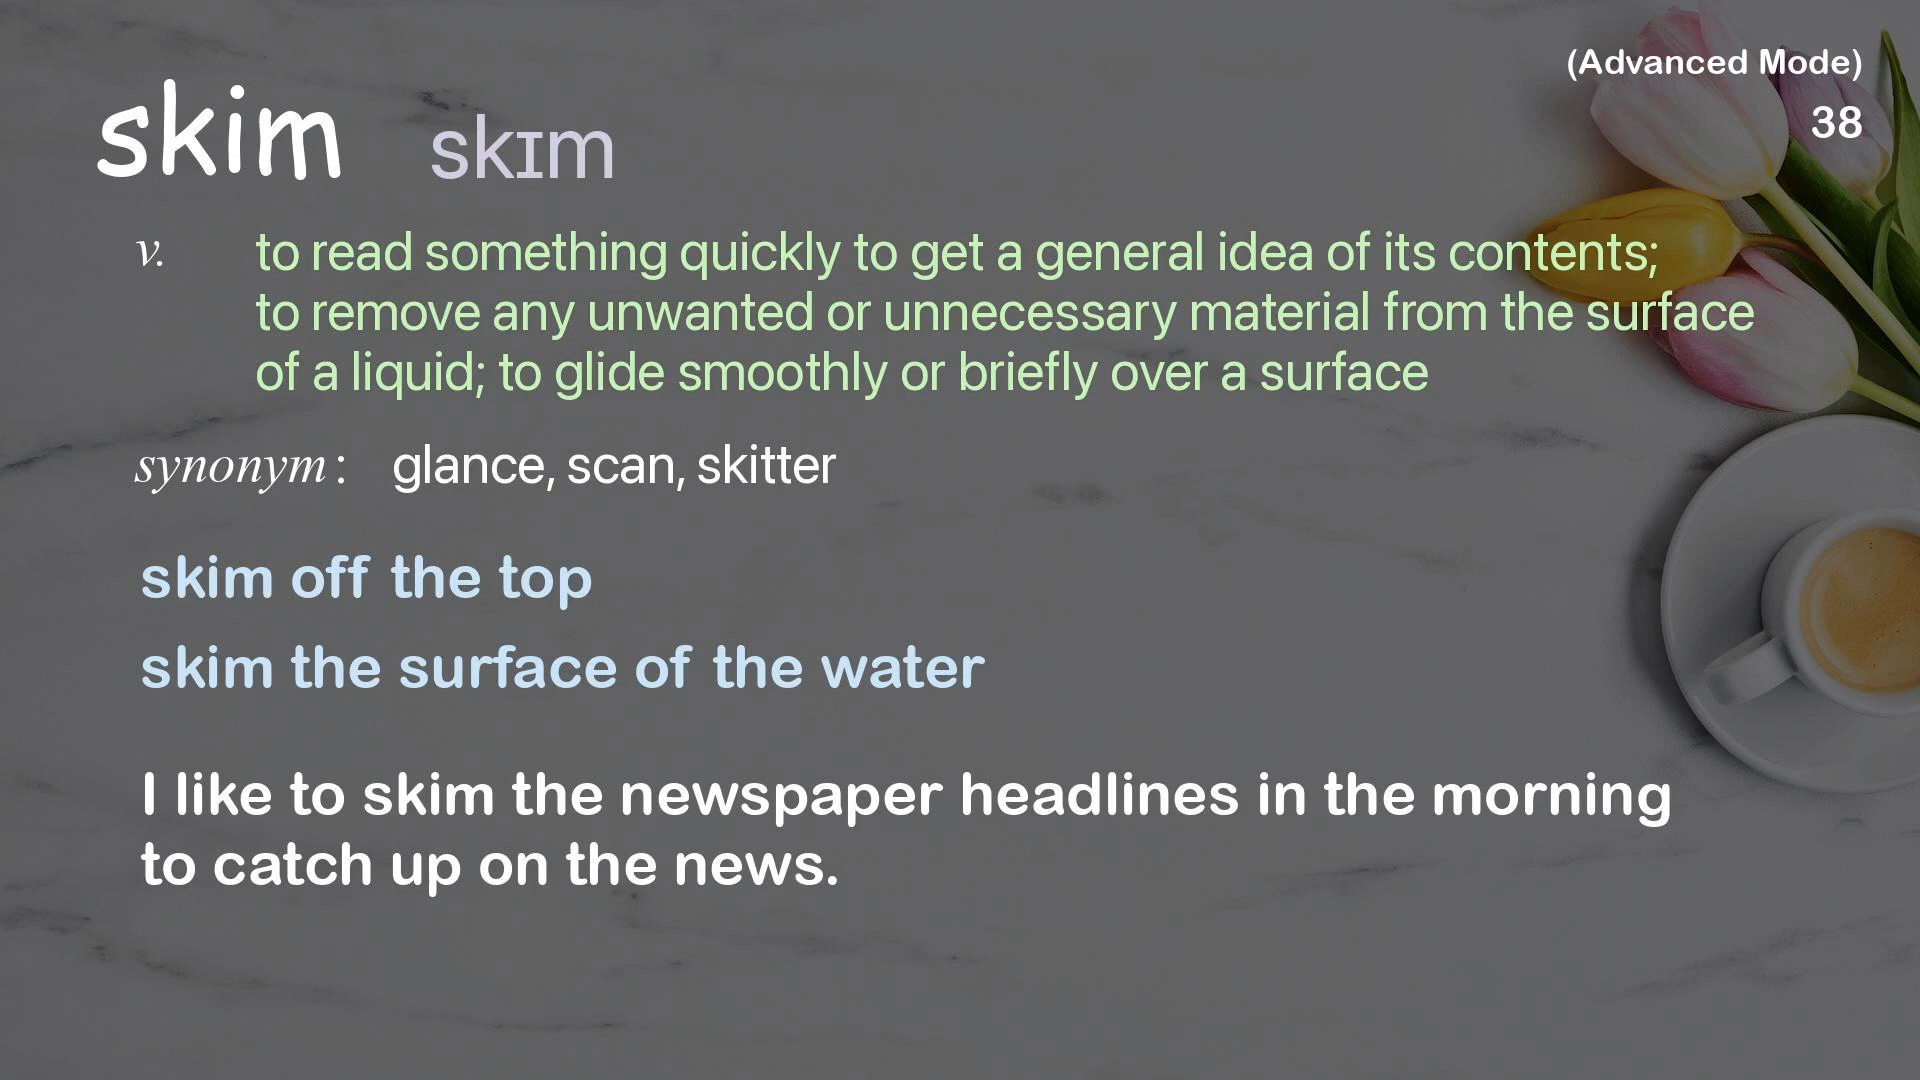 (Advanced Mode)
38
skim skɪm
v. to read something quickly to get a general idea of its contents;
to remove any unwanted or unnecessary material from the surface
of a liquid; to glide smoothly or briefly over a surface
synonym : glance, scan, skitter
skim off the top
skim the surface of the water
I like to skim the newspaper headlines in the morning
to catch up on the news.